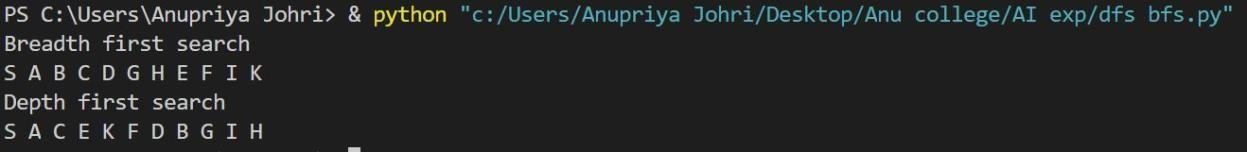 PS C:\Users\Anupriya Johri> & python "c:/Users/Anupriya Johri/Desktop/Anu college/AI exp/dfs bfs.py"
Breadth first search
S A B C D G H E F I K
Depth first search
S A C E K F D B G I H